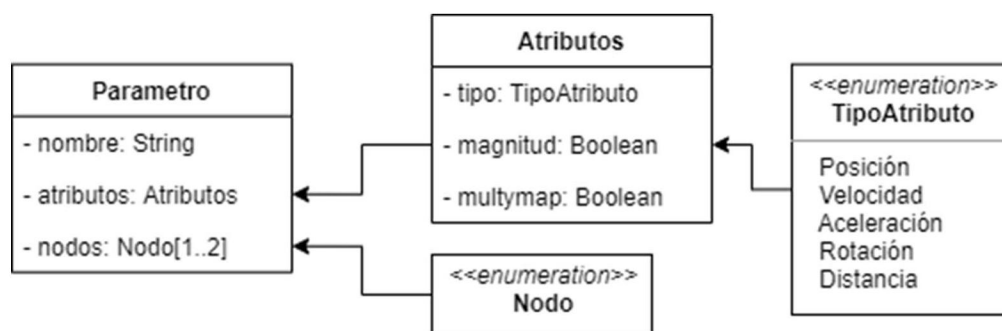 Parametro
- nombre: String
- atributos: Atributos
- nodos: Nodo[1..2]
Atributos
- tipo: TipoAtributo
- magnitud: Boolean
- multymap: Boolean
<<enumeration>>
Nodo
<<enumeration>>
TipoAtributo
Posición
Velocidad
Aceleración
Rotación
Distancia